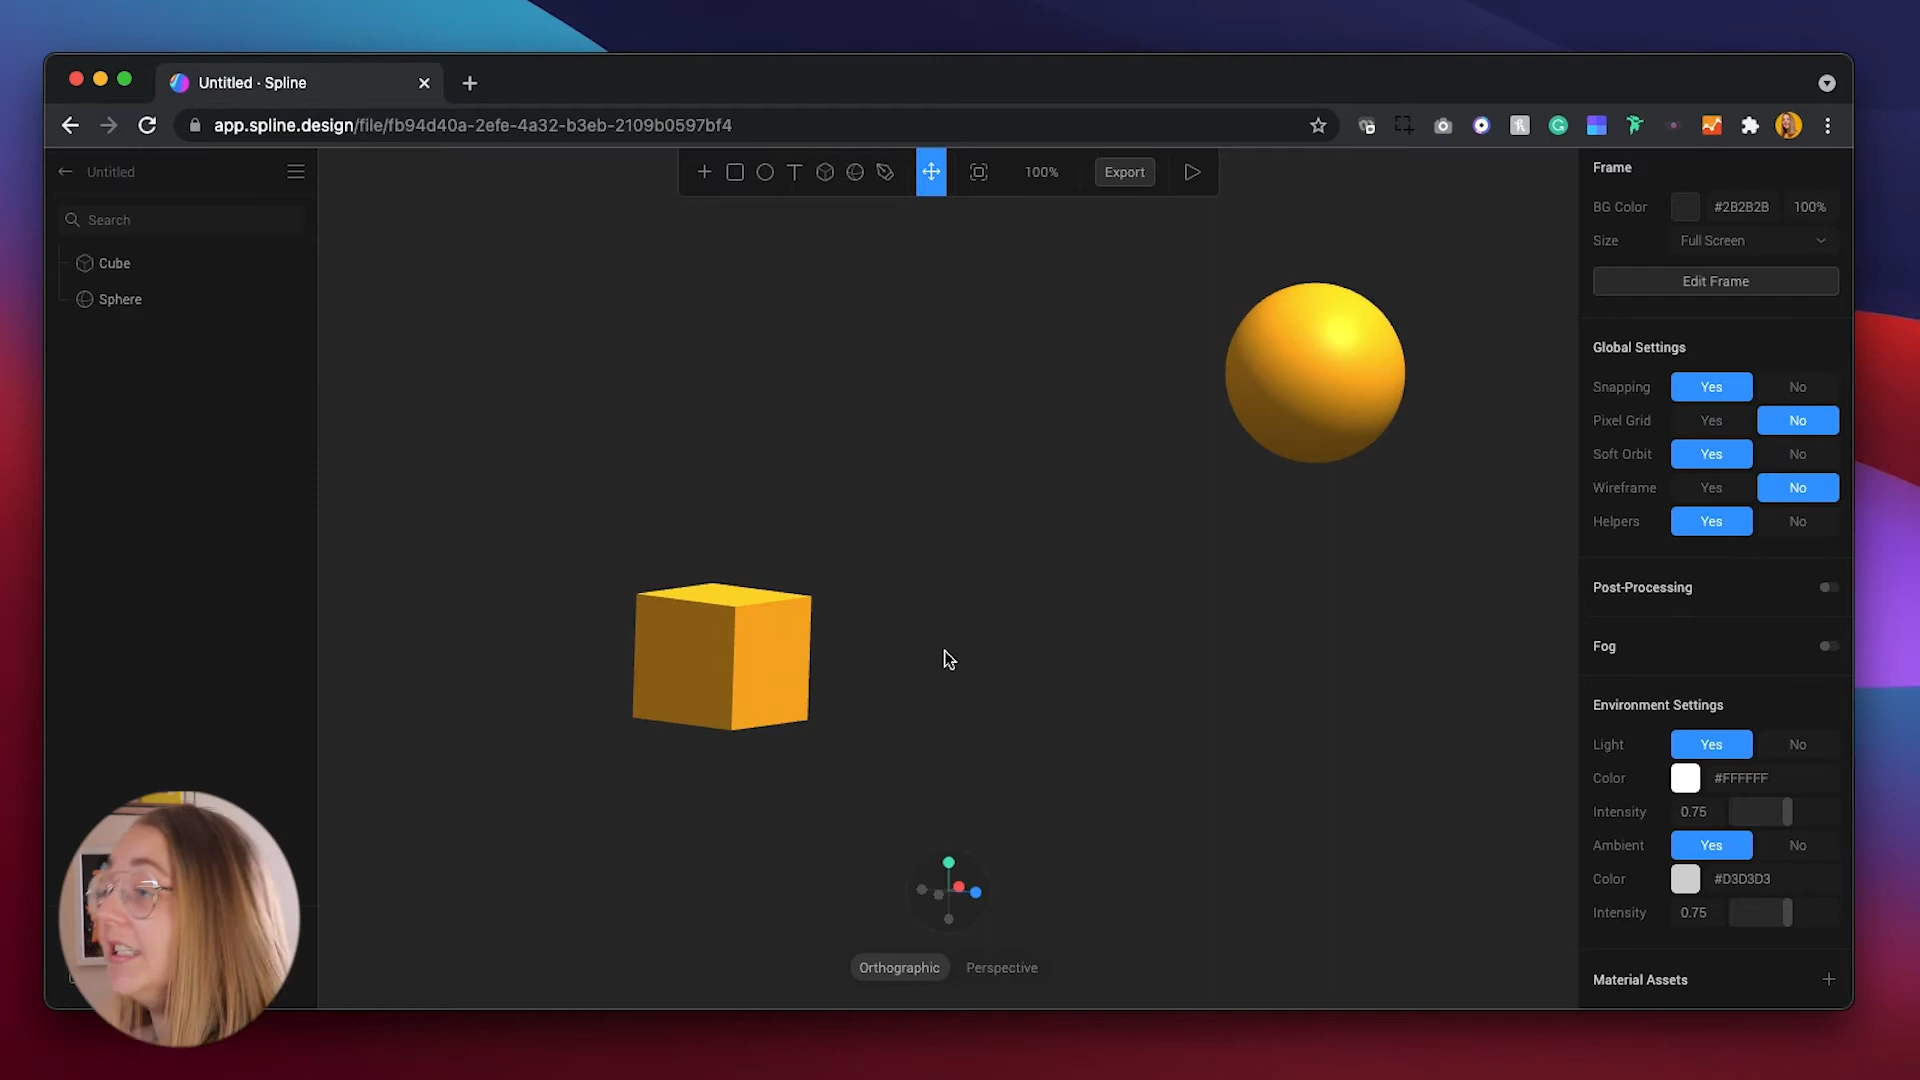 Untitled - Spline
app.spline.design/file/fb94d40a-2efe-4a32-b3eb-2109b0597bf4
Untitled
100%
Export
Search
Cube
Sphere
Orthographic
Perspective
Frame
BG Color #2B2B2B 100%
Size Full Screen
Edit Frame
Global Settings
Snapping Yes No
Pixel Grid Yes No
Soft Orbit Yes No
Wireframe Yes No
Helpers Yes No
Post-Processing
Fog
Environment Settings
Light Yes No
Color #FFFFFF
Intensity 0.75
Ambient Yes No
Color #D3D3D3
Intensity 0.75
Material Assets